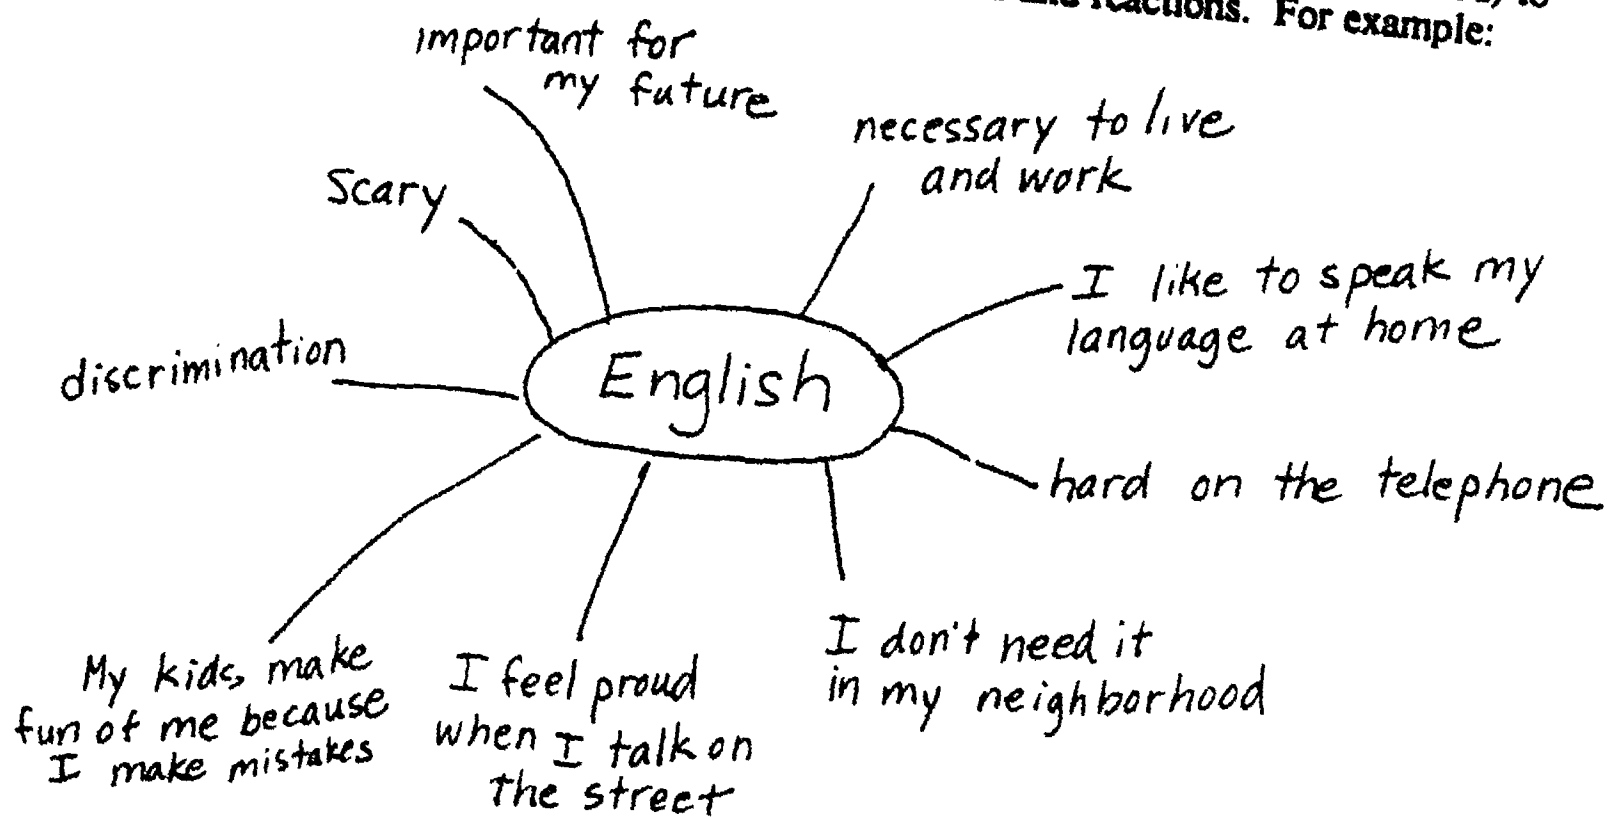 and reactions. For example:
important for
my future
necessary to live
and work
Scary
I like to speak my
language at home
discrimination
English
hard on the telephone
I don't need it
in my neighborhood
My kids make
fun of me because
I make mistakes
I feel proud
when I talk on
the street